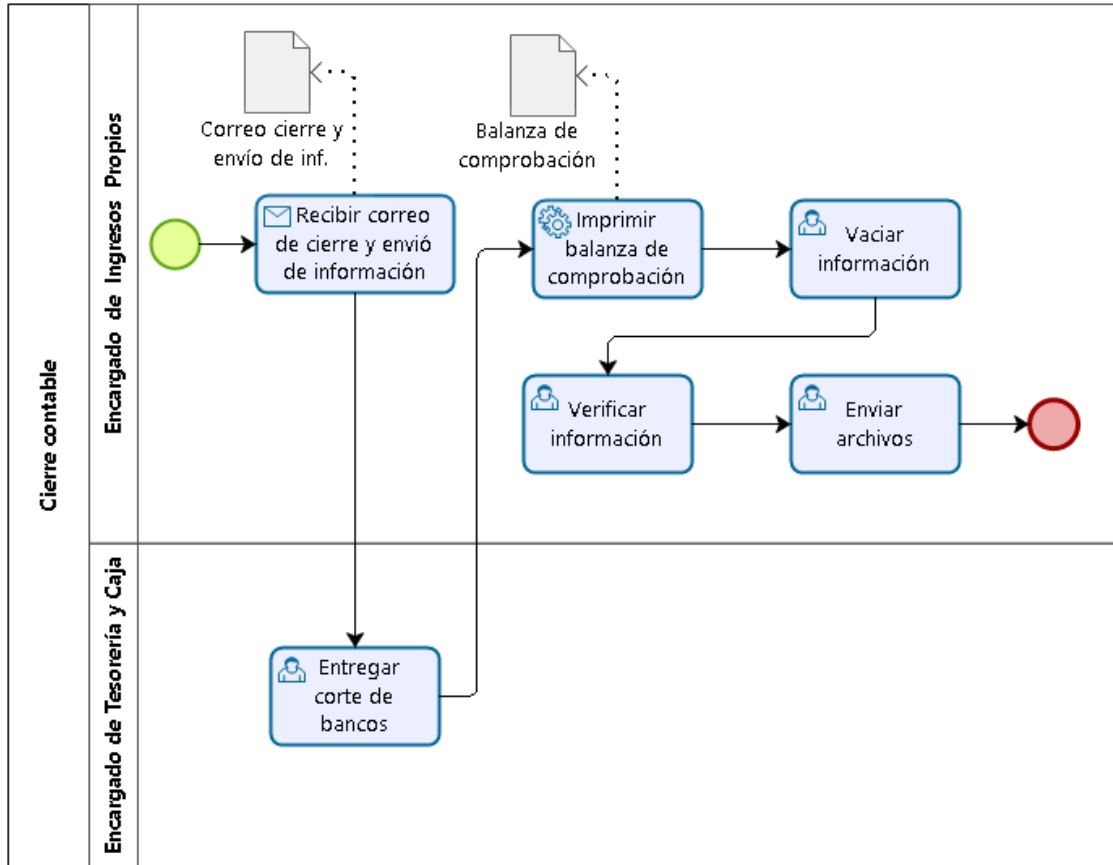 Cierre contable
Encargado de Ingresos Propios
Correo cierre y
envío de inf.
Balanza de
comprobación
Recibir correo
de cierre y envió
de información
Imprimir
balanza de
comprobación
Vaciar
información
Verificar
información
Enviar
archivos
Encargado de Tesorería y Caja
Entregar
corte de
bancos